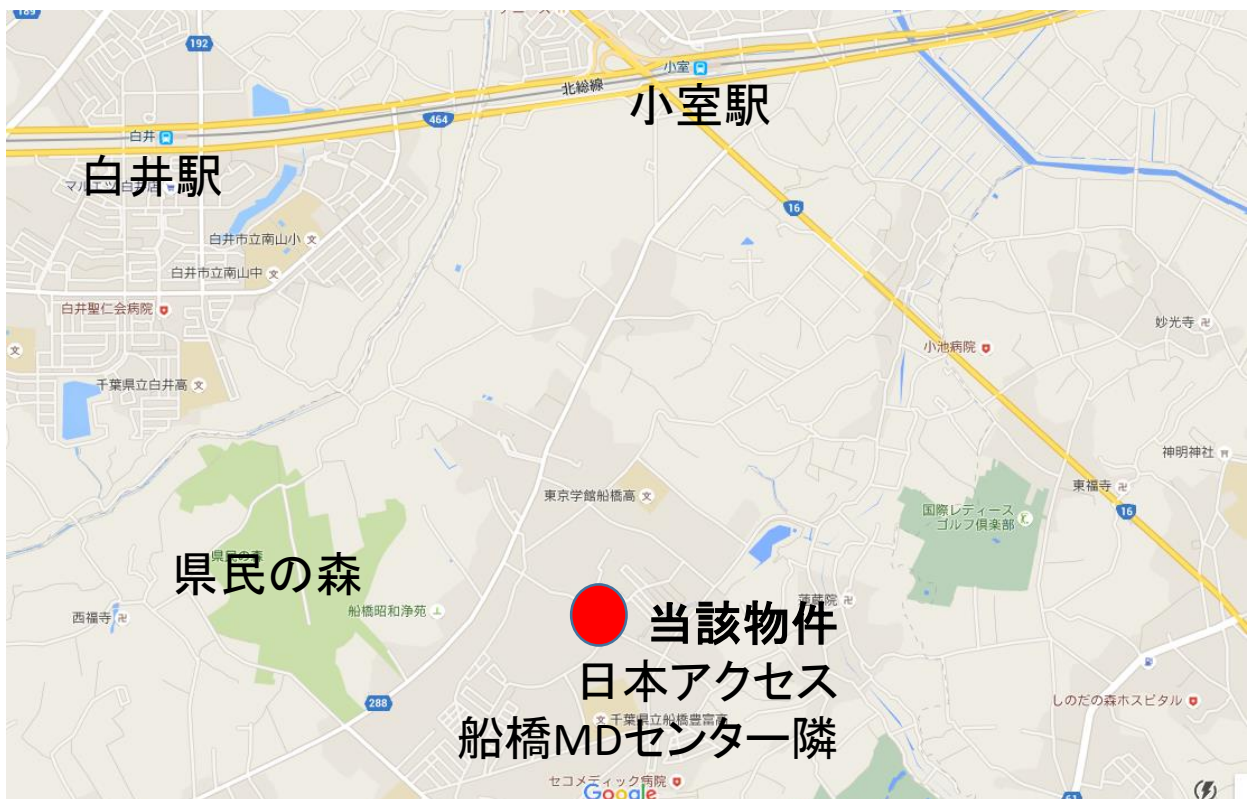 189
192
小室
北総線
小室駅
464
白井
白井駅
16
白井市立南山小
白井市立南山中
白井聖仁会病院
妙光寺
小池病院
千葉県立白井高
神明神社
東福寺
東京学館船橋高
国際レディース
ゴルフ倶楽部
16
県民の森
県民の森
船橋昭和浄苑
西福寺
当該物件
日本アクセス
しのだの森ホスピタル
288
千葉県立船橋豊富高
船橋MDセンター隣
セコメディック病院
Google
61